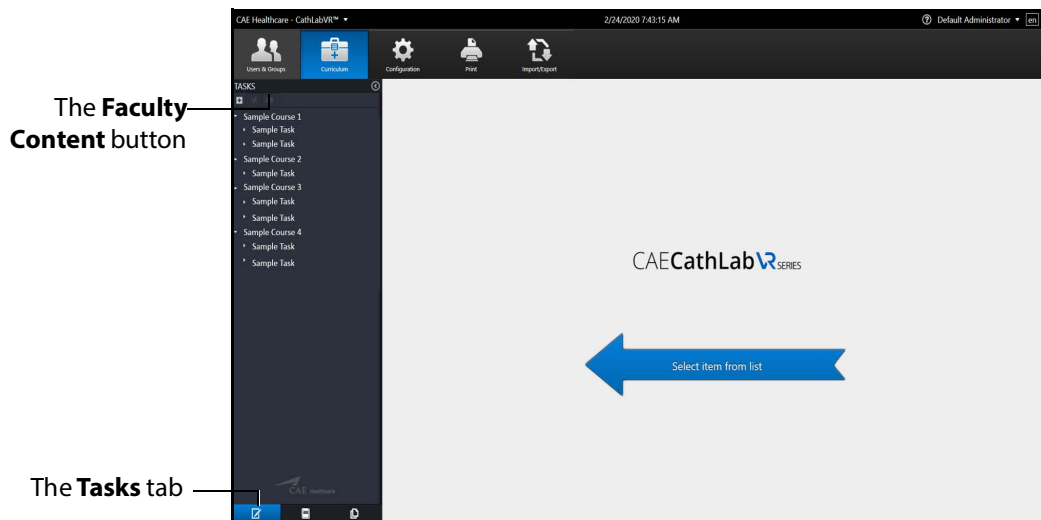 CAE Healthcare - CathLabVR™
2/24/2020 7:43:15 AM
Default Administrator
en
Users & Groups
Curriculum
Configuration
Print
Import/Export
TASKS
The Faculty
Content button
Sample Course 1
Sample Task
Sample Task
Sample Course 2
Sample Task
Sample Course 3
Sample Task
Sample Task
Sample Course 4
Sample Task
Sample Task
CAECathLabVR SERIES
Select item from list
The Tasks tab
CAE Healthcare